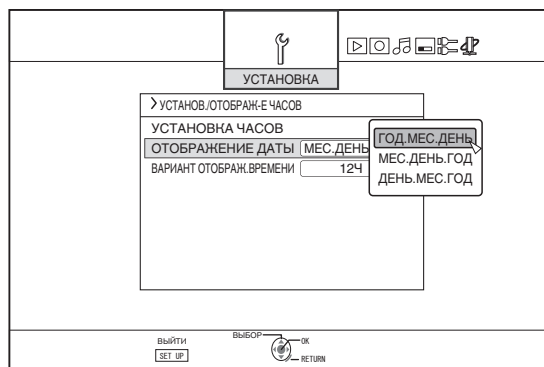 УСТАНОВКА
УСТАНОВ./ОТОБРАЖ-Е ЧАСОВ
УСТАНОВКА ЧАСОВ
ОТОБРАЖЕНИЕ ДАТЫ МЕС.ДЕНЬ
ВАРИАНТ ОТОБРАЖ.ВРЕМЕНИ 12Ч
ГОД.МЕС.ДЕНЬ
МЕС.ДЕНЬ.ГОД
ДЕНЬ.МЕС.ГОД
ВЫЙТИ
SET UP
ВЫБОР
OK
RETURN